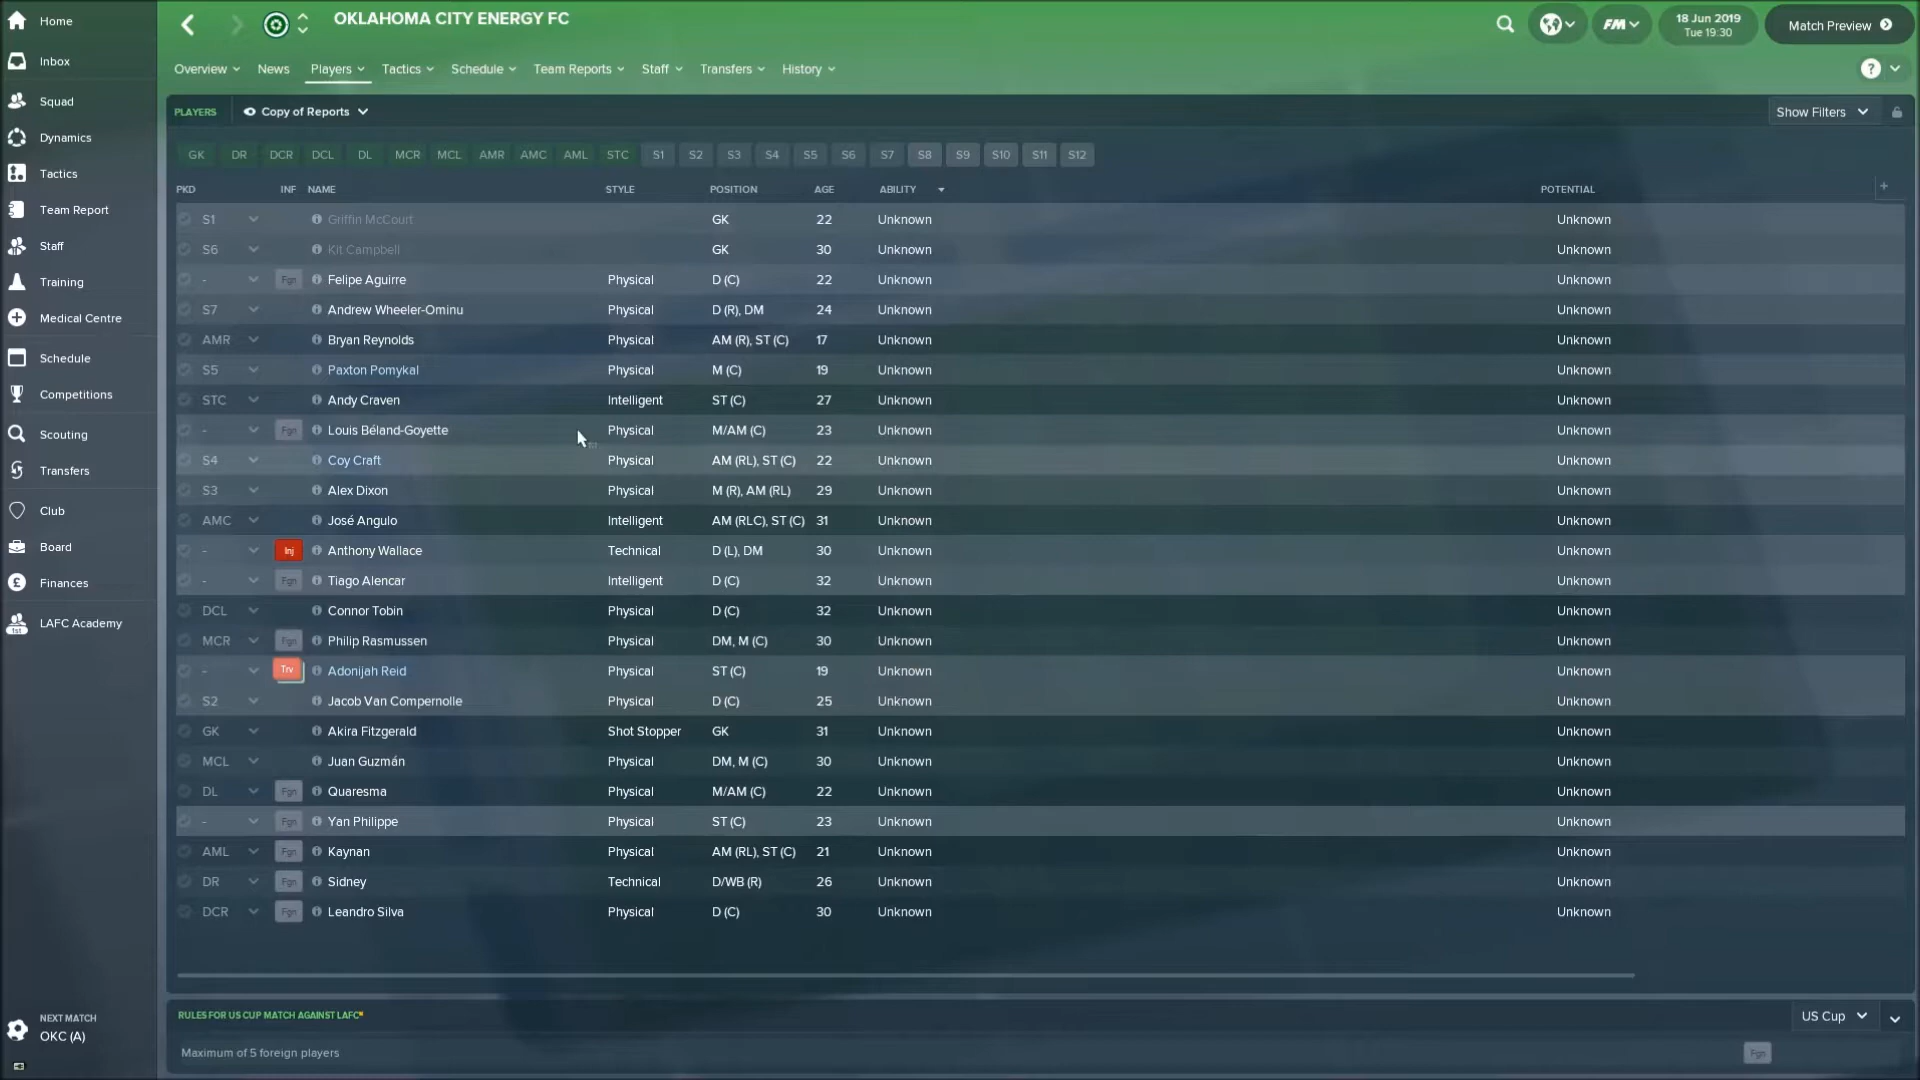 Home
OKLAHOMA CITY ENERGY FC
FM
18 Jun 2019
Tue 19:30
Match Preview
Inbox
Overview News Players Tactics Schedule Team Reports Staff Transfers History
?
Squad
PLAYERS Copy of Reports Show Filters
Dynamics
GK DR DCR DCL DL MCR MCL AMR AMC AML STC S1 S2 S3 S4 S5 S6 S7 S8 S9 S10 S11 S12
Tactics
PKD INF NAME STYLE POSITION AGE ABILITY POTENTIAL +
Team Report
S1 Griffin McCourt GK 22 Unknown Unknown
Staff
S6 Kit Campbell GK 30 Unknown Unknown
Training
- Fgn Felipe Aguirre Physical D (C) 22 Unknown Unknown
Medical Centre
S7 Andrew Wheeler-Ominu Physical D (R), DM 24 Unknown Unknown
AMR Bryan Reynolds Physical AM (R), ST (C) 17 Unknown Unknown
Schedule
S5 Paxton Pomykal Physical M (C) 19 Unknown Unknown
Competitions
STC Andy Craven Intelligent ST (C) 27 Unknown Unknown
Scouting
- Fgn Louis Béland-Goyette Physical M/AM (C) 23 Unknown Unknown
S4 Coy Craft Physical AM (RL), ST (C) 22 Unknown Unknown
Transfers
S3 Alex Dixon Physical M (R), AM (RL) 29 Unknown Unknown
Club
AMC José Angulo Intelligent AM (RLC), ST (C) 31 Unknown Unknown
Board
- Inj Anthony Wallace Technical D (L), DM 30 Unknown Unknown
£ Finances
- Fgn Tiago Alencar Intelligent D (C) 32 Unknown Unknown
DCL Connor Tobin Physical D (C) 32 Unknown Unknown
1st LAFC Academy
MCR Fgn Philip Rasmussen Physical DM, M (C) 30 Unknown Unknown
- Trv Adonijah Reid Physical ST (C) 19 Unknown Unknown
S2 Jacob Van Compernolle Physical D (C) 25 Unknown Unknown
GK Akira Fitzgerald Shot Stopper GK 31 Unknown Unknown
MCL Juan Guzmán Physical DM, M (C) 30 Unknown Unknown
DL Fgn Quaresma Physical M/AM (C) 22 Unknown Unknown
- Fgn Yan Philippe Physical ST (C) 23 Unknown Unknown
AML Fgn Kaynan Physical AM (RL), ST (C) 21 Unknown Unknown
DR Fgn Sidney Technical D/WB (R) 26 Unknown Unknown
DCR Fgn Leandro Silva Physical D (C) 30 Unknown Unknown
NEXT MATCH
OKC (A)
RULES FOR US CUP MATCH AGAINST LAFC
US Cup
Maximum of 5 foreign players Fgn